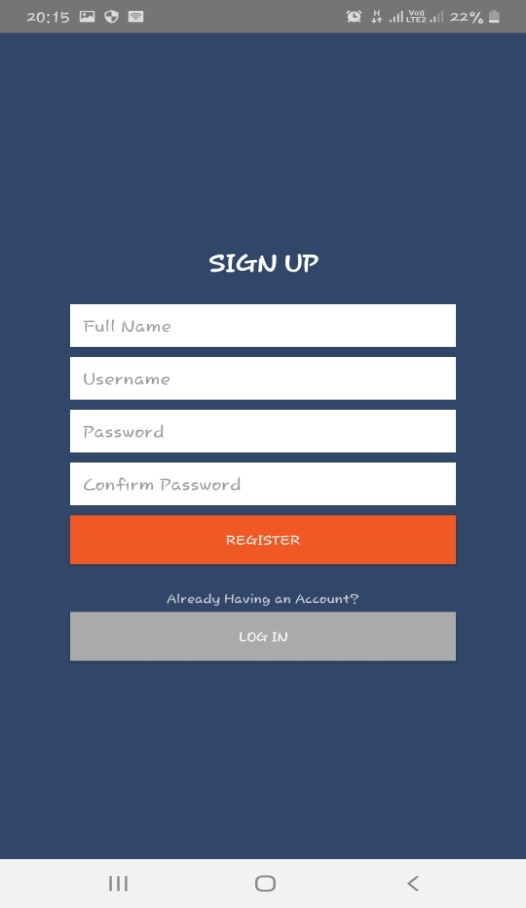 20:15 H Vo)) LTE2 22%
SIGN UP
Full Name
Username
Password
Confirm Password
REGISTER
Already Having an Account?
LOG IN